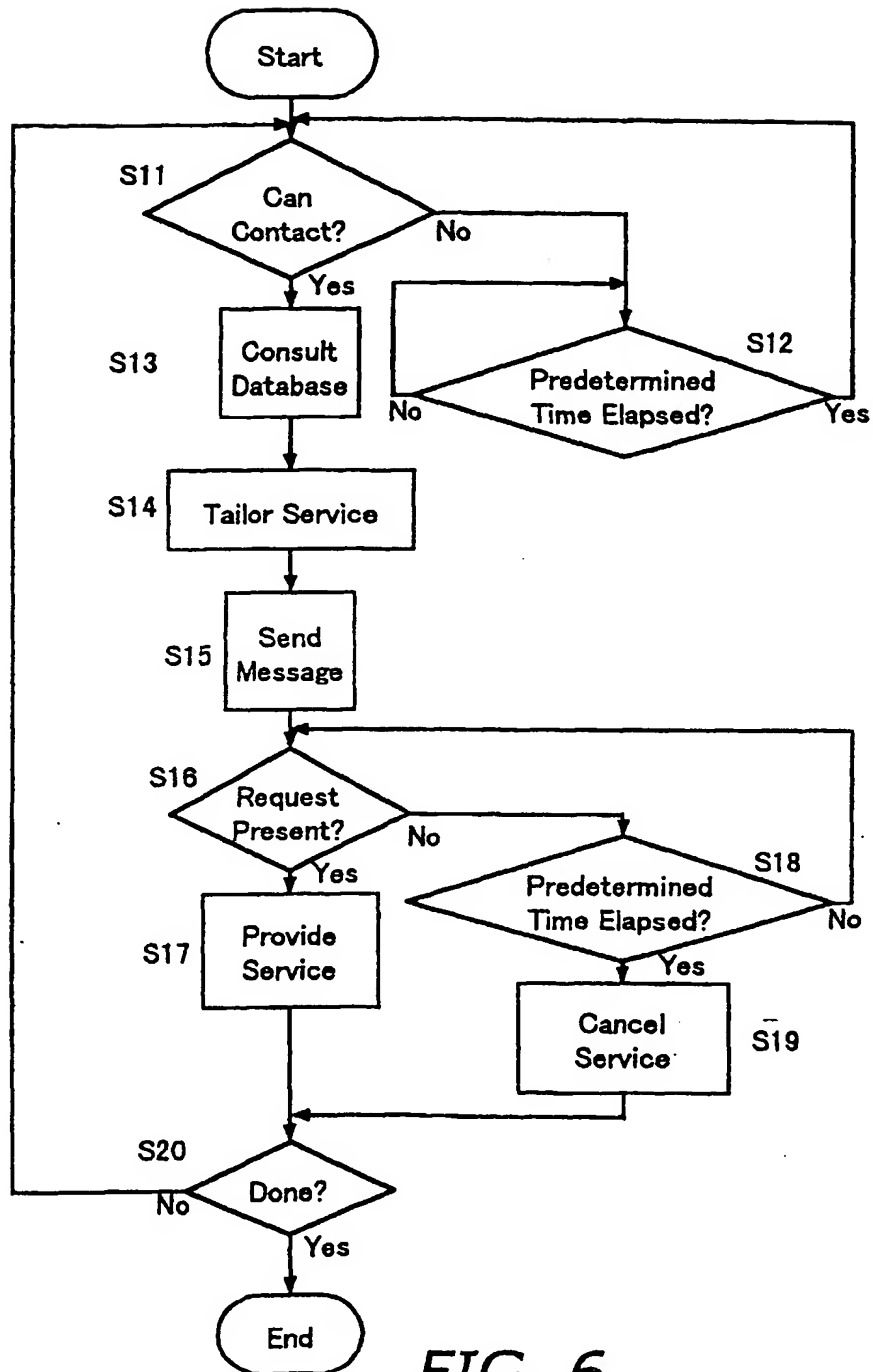 Start
S11
Can
Contact?
No
Yes
S12
Predetermined
Time Elapsed?
No
Yes
S13
Consult
Database
S14
Tailor Service
S15
Send
Message
S16
Request
Present?
No
Yes
S18
Predetermined
Time Elapsed?
No
Yes
S17
Provide
Service
Cancel
Service
S19
S20
Done?
No
Yes
End
FIG. 6